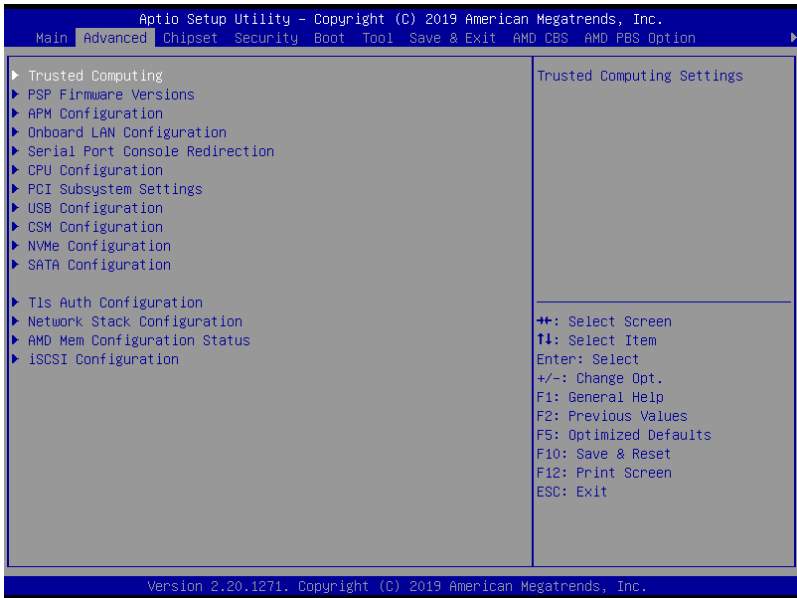 Aptio Setup Utility – Copyright (C) 2019 American Megatrends, Inc.
Main Advanced Chipset Security Boot Tool Save & Exit AMD CBS AMD PBS Option
Trusted Computing
PSP Firmware Versions
APM Configuration
Onboard LAN Configuration
Serial Port Console Redirection
CPU Configuration
PCI Subsystem Settings
USB Configuration
CSM Configuration
NVMe Configuration
SATA Configuration
Tls Auth Configuration
Network Stack Configuration
AMD Mem Configuration Status
iSCSI Configuration
Trusted Computing Settings
→←: Select Screen
↑↓: Select Item
Enter: Select
+/-: Change Opt.
F1: General Help
F2: Previous Values
F5: Optimized Defaults
F10: Save & Reset
F12: Print Screen
ESC: Exit
Version 2.20.1271. Copyright (C) 2019 American Megatrends, Inc.